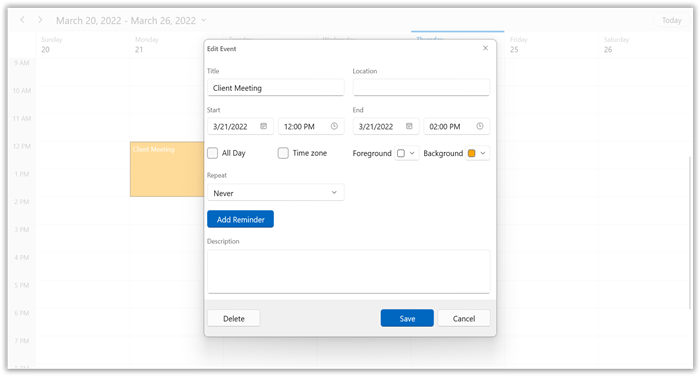 March 20, 2022 - March 26, 2022
Today
Sunday
20
Monday
21
Thursday
Friday
25
Saturday
26
9 AM
10 AM
11 AM
12 PM
1 PM
2 PM
3 PM
4 PM
5 PM
6 PM
7 PM
Client Meeting
Edit Event
Title
Location
Client Meeting
Start
End
3/21/2022
12:00 PM
3/21/2022
02:00 PM
All Day
Time zone
Foreground
Background
Repeat
Never
Add Reminder
Description
Delete
Save
Cancel